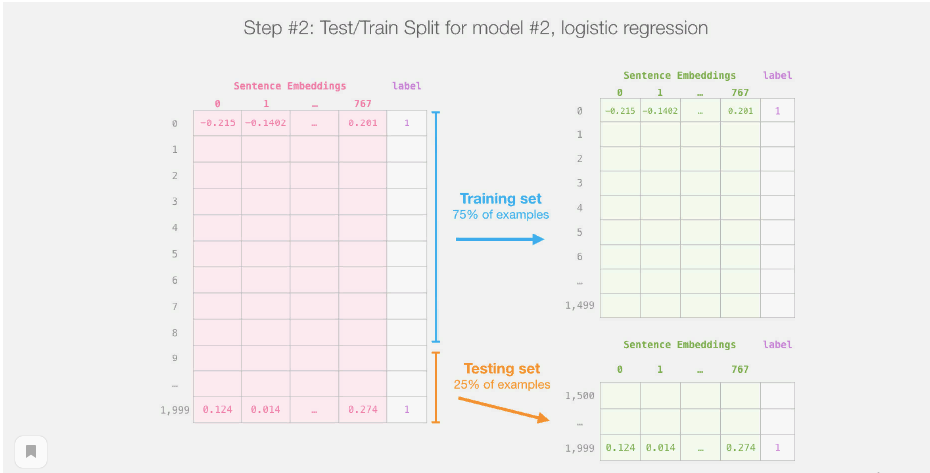 Step #2: Test/Train Split for model #2, logistic regression
Sentence Embeddings label
0 1 … 767
0 -0.215 -0.1402 … 0.201 1
1
2
3
4
5
6
7
8
9
…
1,999 0.124 0.014 … 0.274 1
Training set
75% of examples
Testing set
25% of examples
Sentence Embeddings label
0 1 … 767
0 -0.215 -0.1402 … 0.201 1
1
2
3
4
5
6
…
1,499
Sentence Embeddings label
0 1 … 767
1,500
…
1,999 0.124 0.014 … 0.274 1